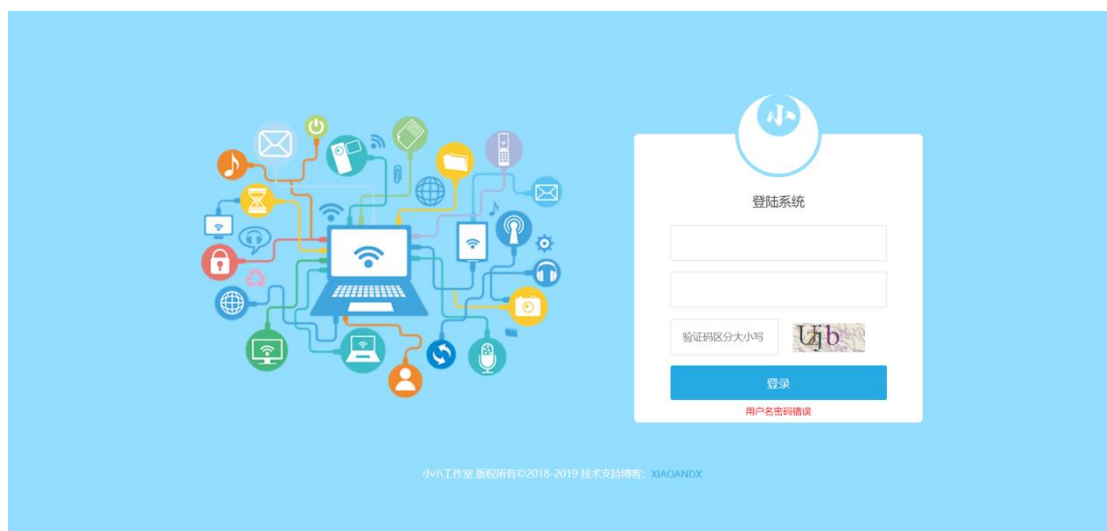 小
登陆系统
验证码区分大小写
登录
用户名密码错误
小小工作室 版权所有©2018-2019 技术支持博客：XIAOANDX